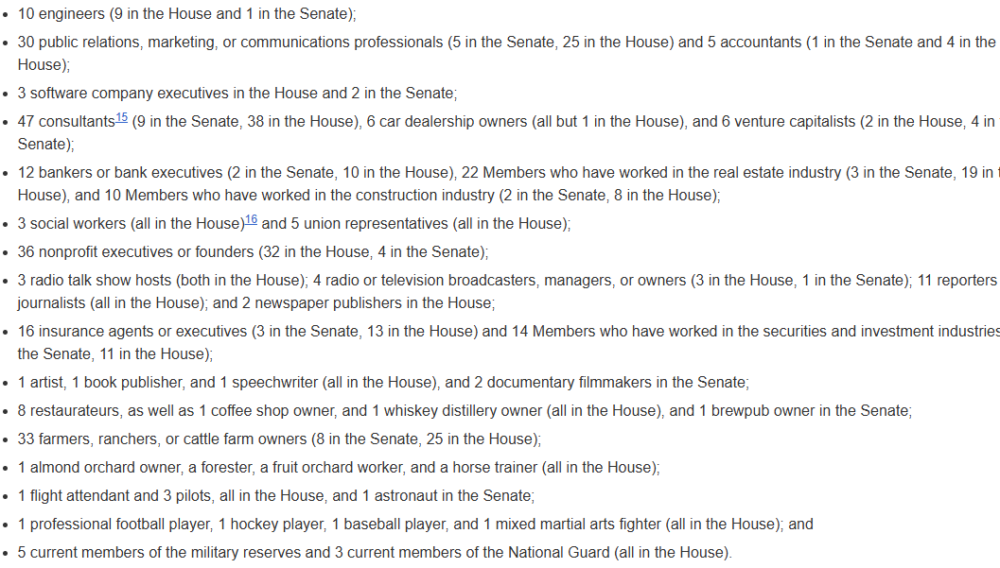 • 10 engineers (9 in the House and 1 in the Senate);
• 30 public relations, marketing, or communications professionals (5 in the Senate, 25 in the House) and 5 accountants (1 in the Senate and 4 in the
House);
• 3 software company executives in the House and 2 in the Senate;
• 47 consultants15 (9 in the Senate, 38 in the House), 6 car dealership owners (all but 1 in the House), and 6 venture capitalists (2 in the House, 4 in
Senate);
• 12 bankers or bank executives (2 in the Senate, 10 in the House), 22 Members who have worked in the real estate industry (3 in the Senate, 19 in
House), and 10 Members who have worked in the construction industry (2 in the Senate, 8 in the House);
• 3 social workers (all in the House)16 and 5 union representatives (all in the House);
• 36 nonprofit executives or founders (32 in the House, 4 in the Senate);
• 3 radio talk show hosts (both in the House); 4 radio or television broadcasters, managers, or owners (3 in the House, 1 in the Senate); 11 reporters
journalists (all in the House); and 2 newspaper publishers in the House;
• 16 insurance agents or executives (3 in the Senate, 13 in the House) and 14 Members who have worked in the securities and investment industries
the Senate, 11 in the House);
• 1 artist, 1 book publisher, and 1 speechwriter (all in the House), and 2 documentary filmmakers in the Senate;
• 8 restaurateurs, as well as 1 coffee shop owner, and 1 whiskey distillery owner (all in the House), and 1 brewpub owner in the Senate;
• 33 farmers, ranchers, or cattle farm owners (8 in the Senate, 25 in the House);
• 1 almond orchard owner, a forester, a fruit orchard worker, and a horse trainer (all in the House);
• 1 flight attendant and 3 pilots, all in the House, and 1 astronaut in the Senate;
• 1 professional football player, 1 hockey player, 1 baseball player, and 1 mixed martial arts fighter (all in the House); and
• 5 current members of the military reserves and 3 current members of the National Guard (all in the House).